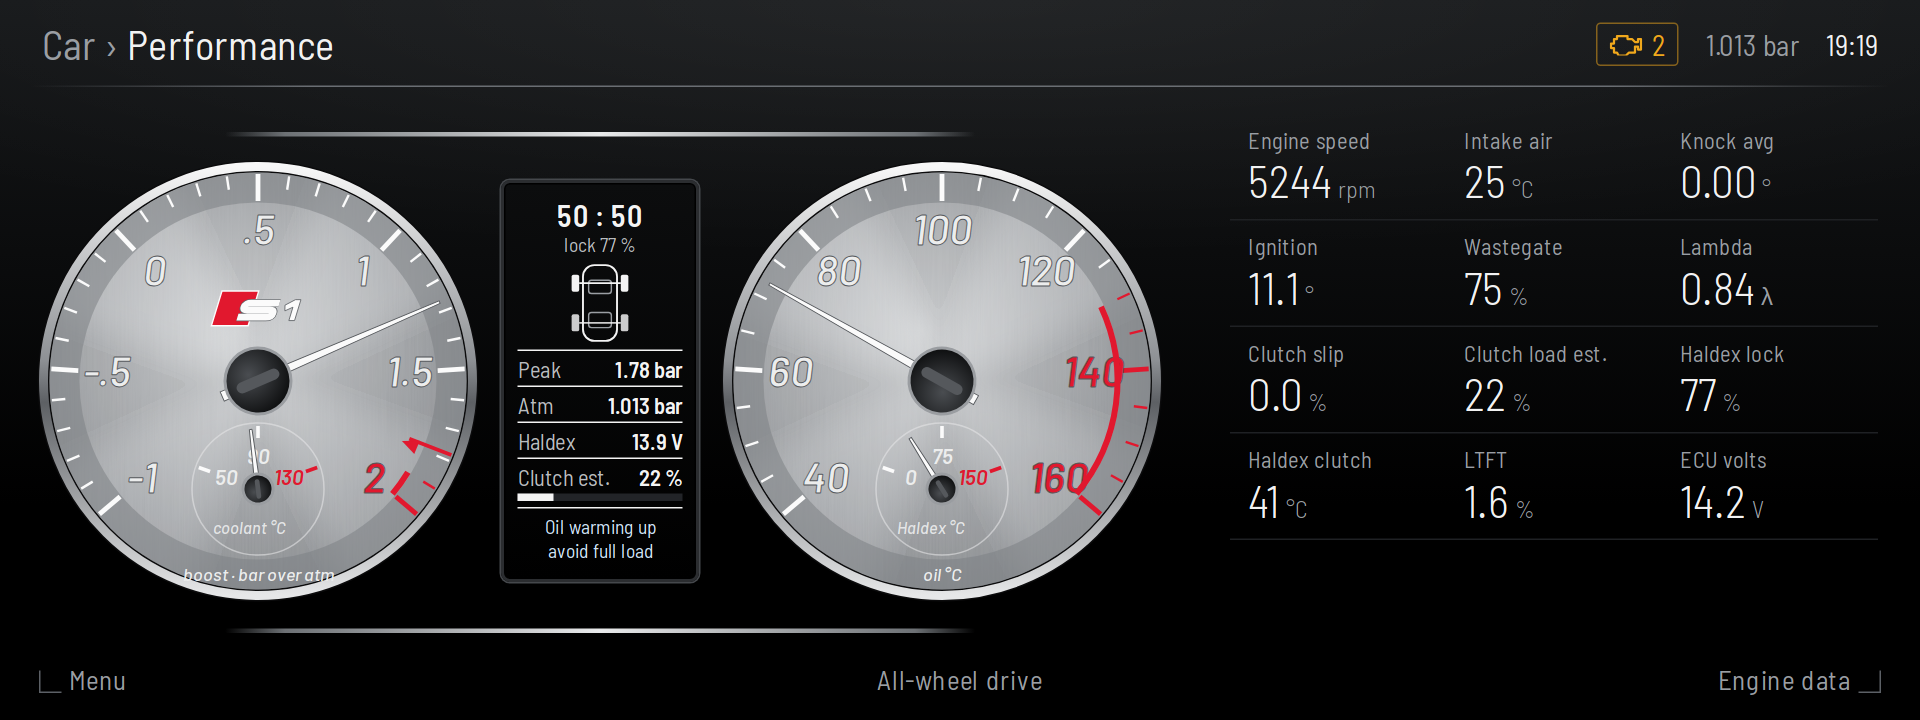 Car › Performance
2
1.013 bar
19:19
.5
0
1
S1
-.5
1.5
-1
2
90
50
130
coolant °C
boost · bar over atm
50 : 50
lock 77 %
Peak 1.78 bar
Atm 1.013 bar
Haldex 13.9 V
Clutch est. 22 %
Oil warming up
avoid full load
100
80
120
60
140
40
160
75
0
150
Haldex °C
oil °C
Engine speed Intake air Knock avg
5244 rpm 25 °C 0.00 °
Ignition Wastegate Lambda
11.1 ° 75 % 0.84 λ
Clutch slip Clutch load est. Haldex lock
0.0 % 22 % 77 %
Haldex clutch LTFT ECU volts
41 °C 1.6 % 14.2 V
Menu
All-wheel drive
Engine data